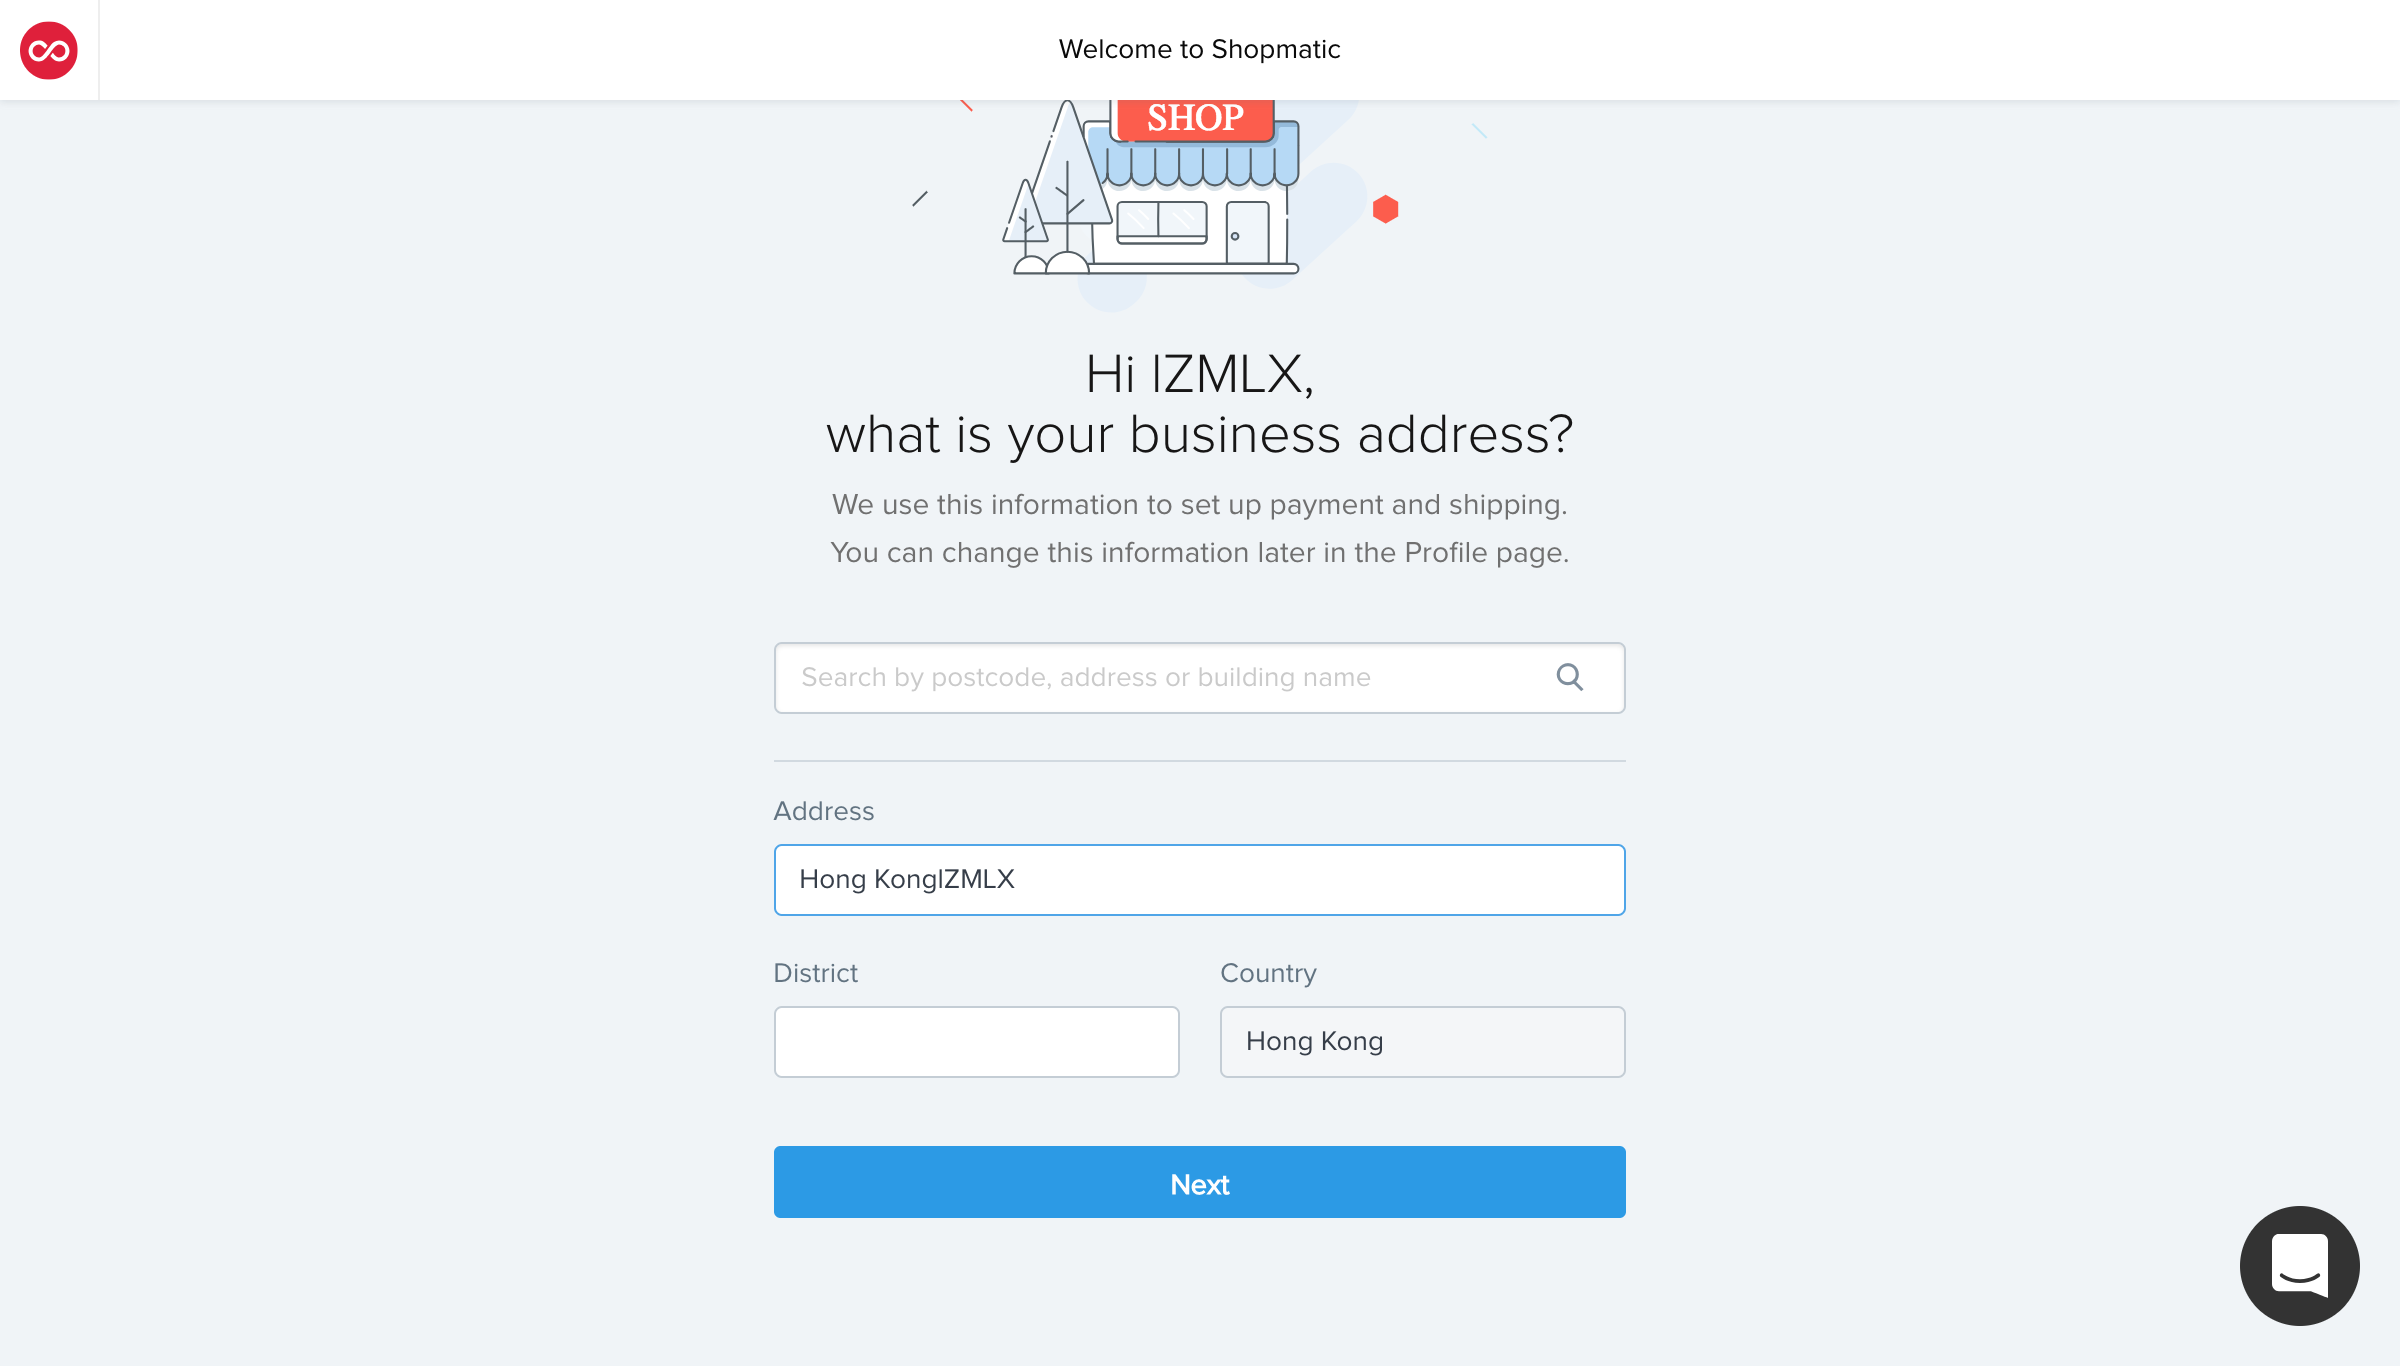 Welcome to Shopmatic
SHOP
Hi IZMLX,
what is your business address?
We use this information to set up payment and shipping.
You can change this information later in the Profile page.
Search by postcode, address or building name
Address
Hong KongIZMLX
District
Country
Hong Kong
Next